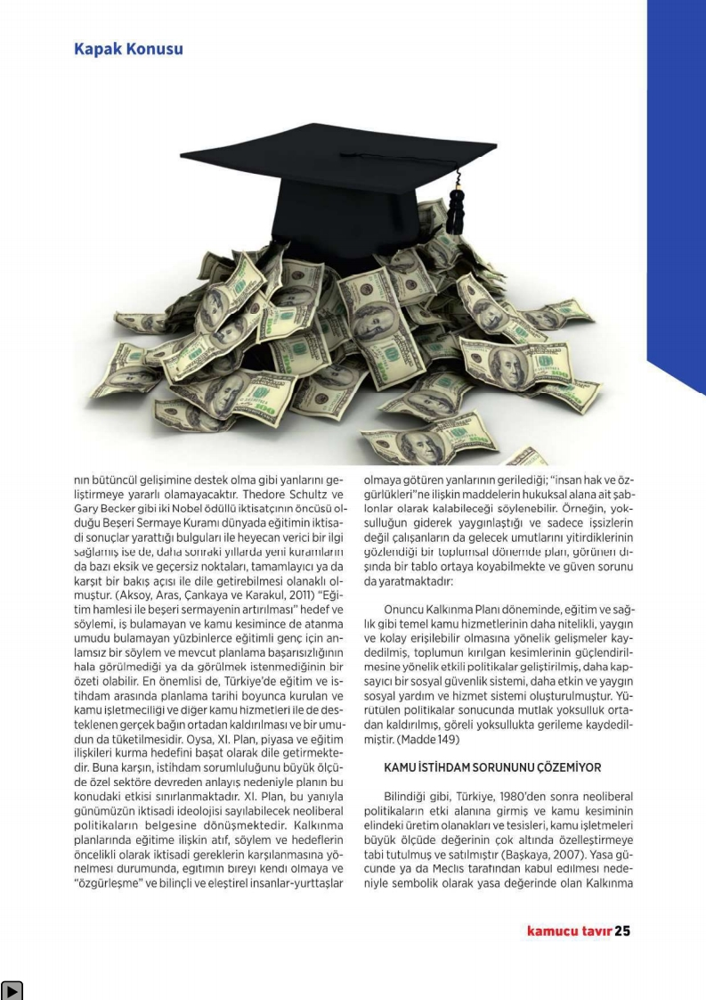 Kapak Konusu
nın bütüncül gelişimine destek olma gibi yanlarını ge-
liştirmeye yararlı olamayacaktır. Thedore Schultz ve
Gary Becker gibi iki Nobel ödüllü iktisatçının öncüsü ol-
duğu Beşeri Sermaye Kuramı dünyada eğitimin iktisa-
di sonuçlar yarattığı bulguları ile heyecan verici bir ilgi
sağlamış ise de, daha sonraki yıllarda yeni kuramların
da bazı eksik ve geçersiz noktaları, tamamlayıcı ya da
karşıt bir bakış açısı ile dile getirebilmesi olanaklı ol-
muştur. (Aksoy, Aras, Çankaya ve Karakul, 2011) “Eği-
tim hamlesi ile beşeri sermayenin artırılması” hedef ve
söylemi, iş bulamayan ve kamu kesimince de atanma
umudu bulamayan yüzbinlerce eğitimli genç için an-
lamsız bir söylem ve mevcut planlama başarısızlığının
hala görülmediği ya da görülmek istenmediğinin bir
özeti olabilir. En önemlisi de, Türkiye’de eğitim ve is-
tihdam arasında planlama tarihi boyunca kurulan ve
kamu işletmeciliği ve diğer kamu hizmetleri ile de des-
teklenen gerçek bağın ortadan kaldırılması ve bir umu-
dun da tüketilmesidir. Oysa, XI. Plan, piyasa ve eğitim
ilişkileri kurma hedefini başat olarak dile getirmekte-
dir. Buna karşın, istihdam sorumluluğunu büyük ölçü-
de özel sektöre devreden anlayış nedeniyle planın bu
konudaki etkisi sınırlanmaktadır. XI. Plan, bu yanıyla
günümüzün iktisadi ideolojisi sayılabilecek neoliberal
politikaların belgesine dönüşmektedir. Kalkınma
planlarında eğitime ilişkin atıf, söylem ve hedeflerin
öncelikli olarak iktisadi gereklerin karşılanmasına yö-
nelmesi durumunda, eğitimin bireyi kendi olmaya ve
“özgürleşme” ve bilinçli ve eleştirel insanlar-yurttaşlar
olmaya götüren yanlarının gerilediği; “insan hak ve öz-
gürlükleri”ne ilişkin maddelerin hukuksal alana ait şab-
lonlar olarak kalabileceği söylenebilir. Örneğin, yok-
sulluğun giderek yaygınlaştığı ve sadece işsizlerin
değil çalışanların da gelecek umutlarını yitirdiklerinin
gözlendiği bir toplumsal dönemde plan, görünen dı-
şında bir tablo ortaya koyabilmekte ve güven sorunu
da yaratmaktadır:
Onuncu Kalkınma Planı döneminde, eğitim ve sağ-
lık gibi temel kamu hizmetlerinin daha nitelikli, yaygın
ve kolay erişilebilir olmasına yönelik gelişmeler kay-
dedilmiş, toplumun kırılgan kesimlerinin güçlendiril-
mesine yönelik etkili politikalar geliştirilmiş, daha kap-
sayıcı bir sosyal güvenlik sistemi, daha etkin ve yaygın
sosyal yardım ve hizmet sistemi oluşturulmuştur. Yü-
rütülen politikalar sonucunda mutlak yoksulluk orta-
dan kaldırılmış, göreli yoksullukta gerileme kaydedil-
miştir. (Madde 149)
KAMU İSTİHDAM SORUNUNU ÇÖZEMİYOR
Bilindiği gibi, Türkiye, 1980’den sonra neoliberal
politikaların etki alanına girmiş ve kamu kesiminin
elindeki üretim olanakları ve tesisleri, kamu işletmeleri
büyük ölçüde değerinin çok altında özelleştirmeye
tabi tutulmuş ve satılmıştır (Başkaya, 2007). Yasa gü-
cünde ya da Meclis tarafından kabul edilmesi nede-
niyle sembolik olarak yasa değerinde olan Kalkınma
kamucu tavır 25